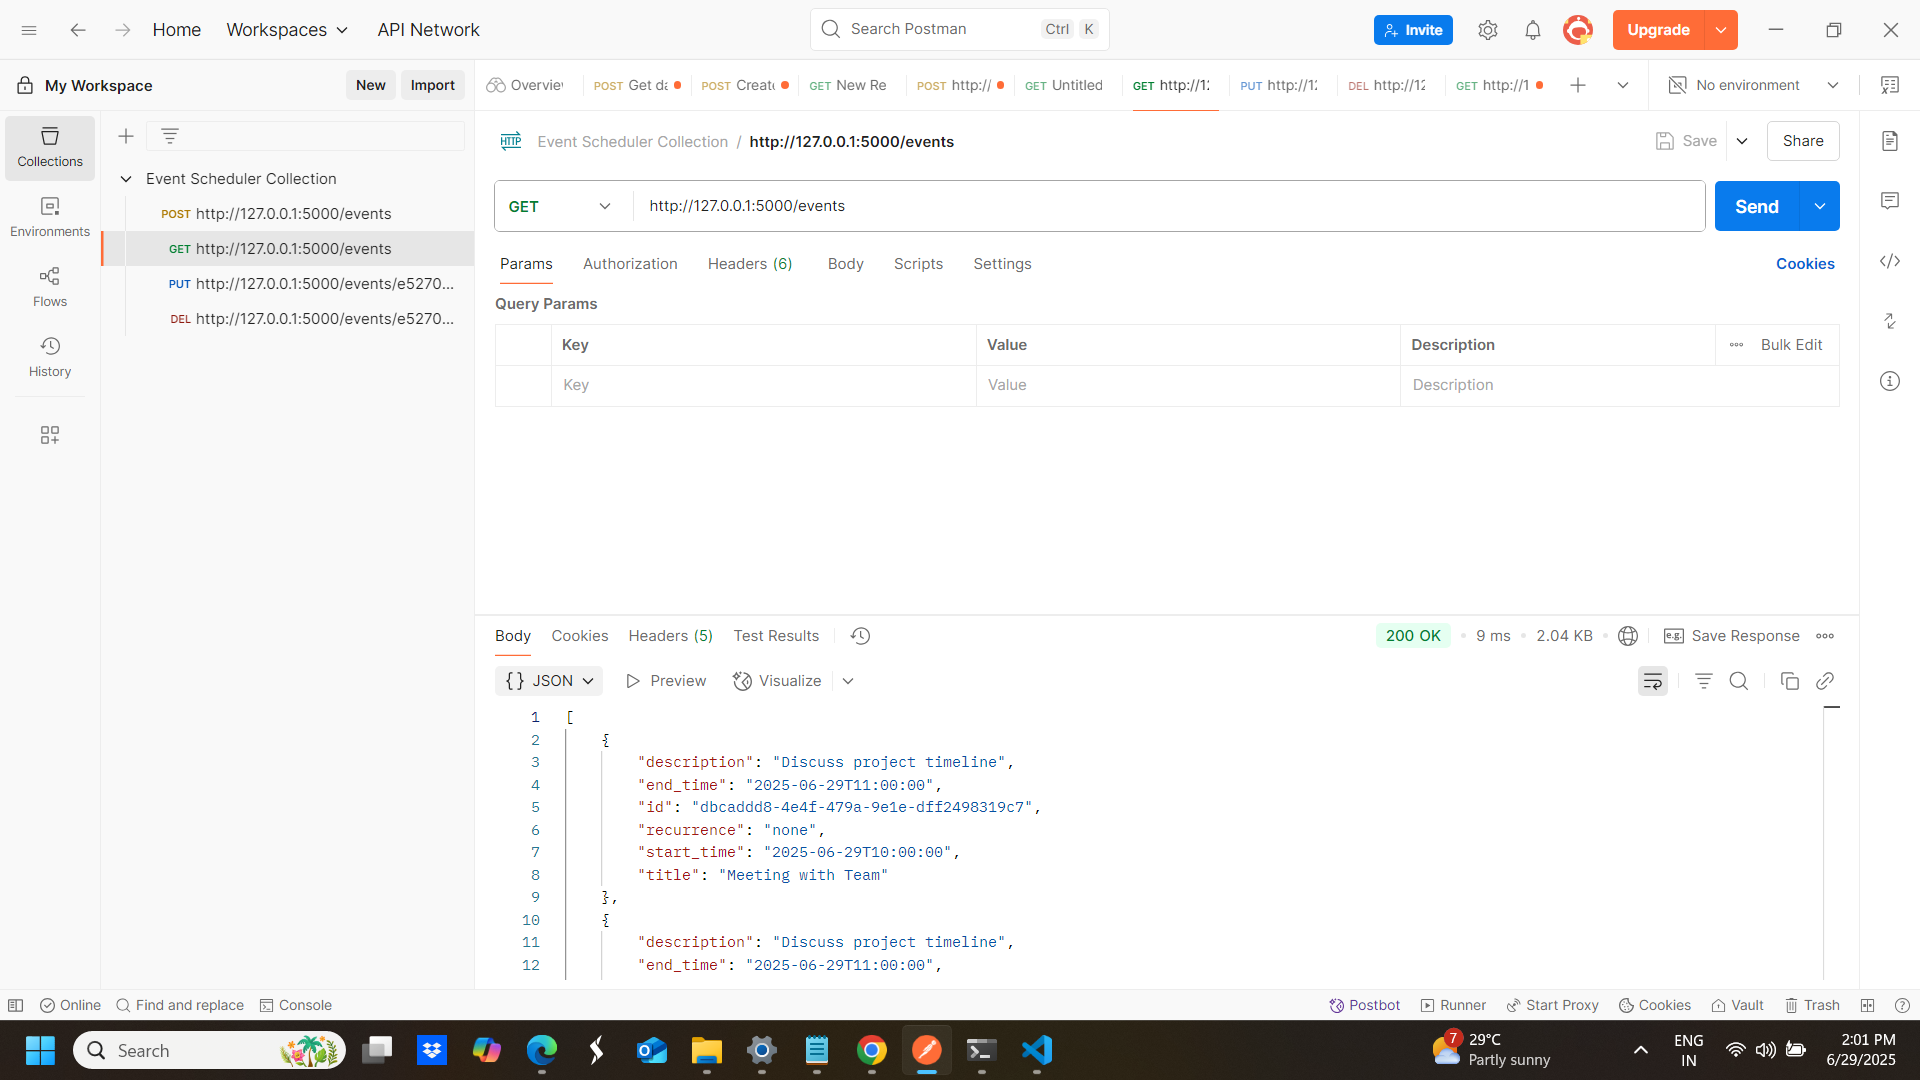 Home Workspaces API Network Search Postman Ctrl K Invite Upgrade
My Workspace New Import Overview POST Get da POST Create GET New Re POST http:// GET Untitled GET http://12 PUT http://12 DEL http://12 GET http://1 No environment
Collections
Environments
Flows
History
Event Scheduler Collection
POST http://127.0.0.1:5000/events
GET http://127.0.0.1:5000/events
PUT http://127.0.0.1:5000/events/e5270...
DEL http://127.0.0.1:5000/events/e5270...
HTTP Event Scheduler Collection / http://127.0.0.1:5000/events Save Share
GET http://127.0.0.1:5000/events Send
Params Authorization Headers (6) Body Scripts Settings Cookies
Query Params
Key Value Description Bulk Edit
Key Value Description
Body Cookies Headers (5) Test Results 200 OK 9 ms 2.04 KB e.g. Save Response
{} JSON Preview Visualize
1 [
2 {
3 "description": "Discuss project timeline",
4 "end_time": "2025-06-29T11:00:00",
5 "id": "dbcaddd8-4e4f-479a-9e1e-dff2498319c7",
6 "recurrence": "none",
7 "start_time": "2025-06-29T10:00:00",
8 "title": "Meeting with Team"
9 },
10 {
11 "description": "Discuss project timeline",
12 "end_time": "2025-06-29T11:00:00",
Online Find and replace Console Postbot Runner Start Proxy Cookies Vault Trash
Search 7 29°C ENG 2:01 PM
Partly sunny IN 6/29/2025